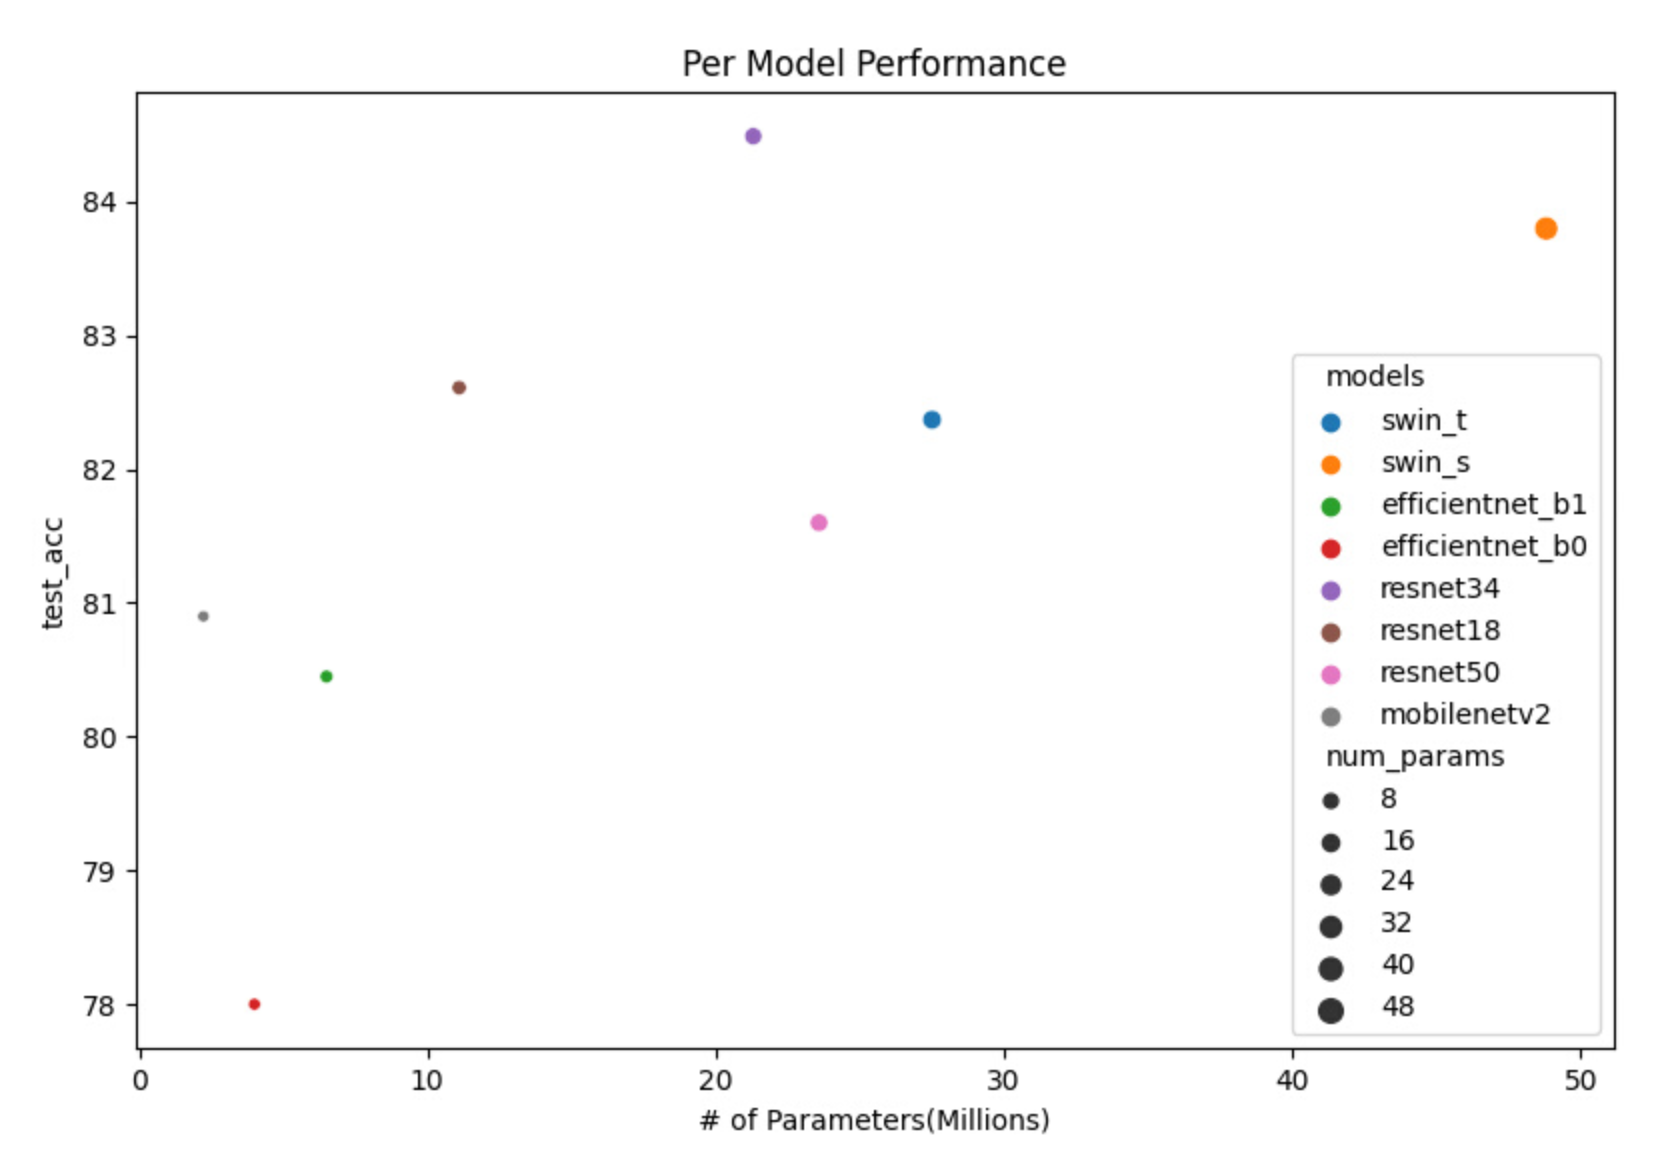 Per Model Performance
84
83
82
81
80
79
78
test_acc
models
swin_t
swin_s
efficientnet_b1
efficientnet_b0
resnet34
resnet18
resnet50
mobilenetv2
num_params
8
16
24
32
40
48
0 10 20 30 40 50
# of Parameters(Millions)